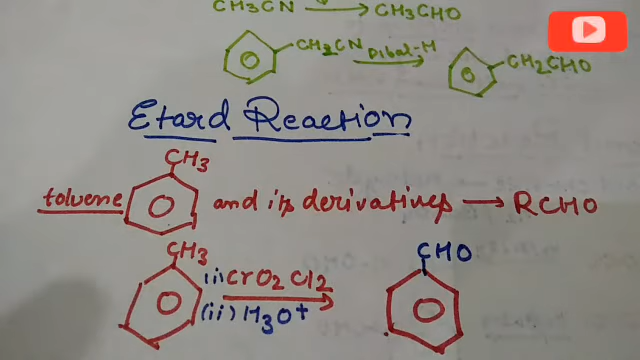 CH3CN → CH3CHO
CH2CN Dibal-H → CH2CHO
Etard Reaction
CH3
toluene and its derivatives → RCHO
CH3 (i) CrO2Cl2 → CHO
(ii) H3O+